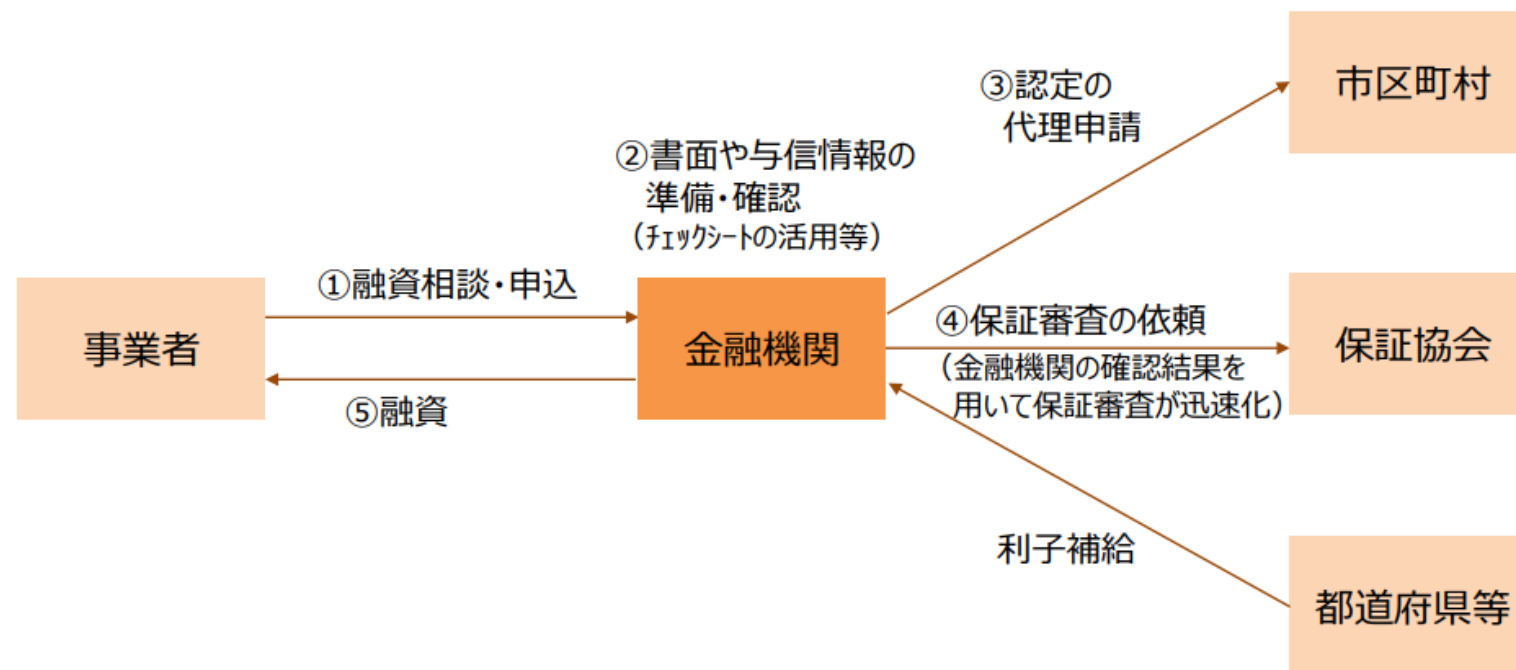 事業者
①融資相談・申込
⑤融資
②書面や与信情報の
準備・確認
（ﾁｪｯｸｼｰﾄの活用等）
金融機関
③認定の
代理申請
市区町村
④保証審査の依頼
（金融機関の確認結果を
用いて保証審査が迅速化）
保証協会
利子補給
都道府県等